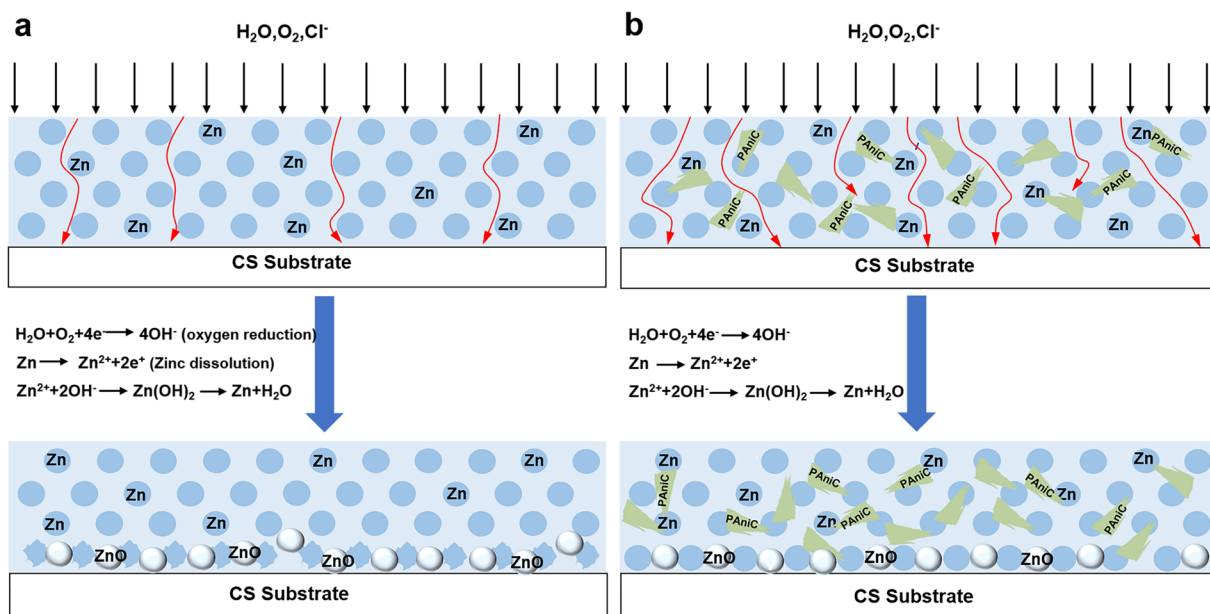 a
H₂O,O₂,Cl⁻
Zn Zn
Zn Zn
Zn
Zn Zn Zn
CS Substrate
H₂O+O₂+4e⁻→ 4OH⁻ (oxygen reduction)
Zn→ Zn²⁺+2e⁺ (Zinc dissolution)
Zn²⁺+2OH⁻→Zn(OH)₂→Zn+H₂O
Zn Zn Zn
Zn Zn
Zn Zn
ZnO ZnO ZnO ZnO
CS Substrate
b
H₂O,O₂,Cl⁻
PAniC Zn PAniC Zn PAniC
Zn Zn
PAniC PAniC Zn PAniC
PAniC
Zn Zn Zn
CS Substrate
H₂O+O₂+4e⁻→4OH⁻
Zn→Zn²⁺+2e⁺
Zn²⁺+2OH⁻→Zn(OH)₂→Zn+H₂O
Zn Zn Zn
PAniC PAniC PAniC PAniC
Zn Zn
Zn PAniC Zn PAniC PAniC
ZnO ZnO ZnO ZnO
CS Substrate